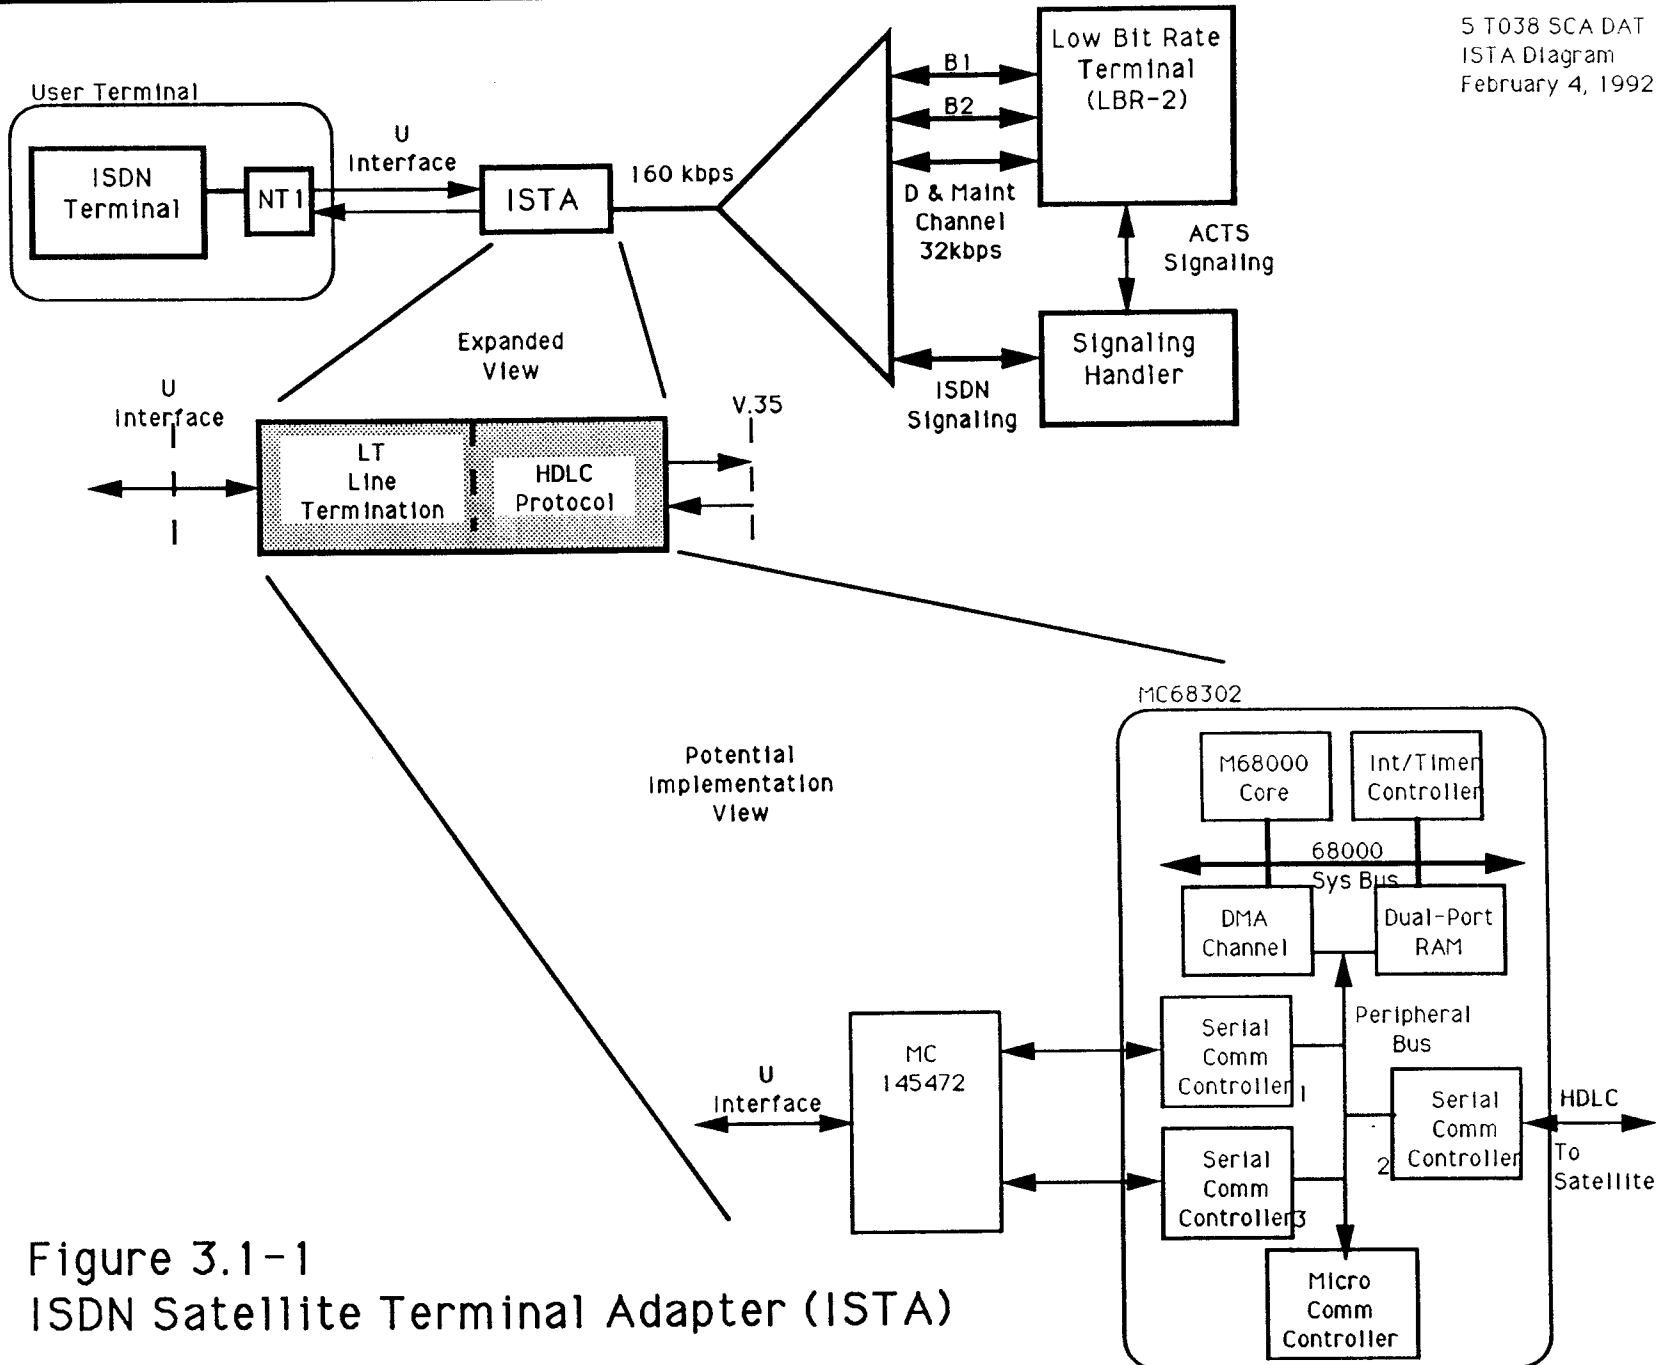 5 T038 SCA DAT
ISTA Diagram
February 4, 1992
User Terminal
ISDN
Terminal
NT1
U
Interface
ISTA
160 kbps
B1
B2
D & Maint
Channel
32kbps
Low Bit Rate
Terminal
(LBR-2)
ACTS
Signaling
Signaling
Handler
ISDN
Signaling
Expanded
View
U
Interface
LT
Line
Termination
HDLC
Protocol
V.35
Potential
Implementation
View
MC68302
M68000
Core
Int/Timer
Controller
68000
Sys Bus
DMA
Channel
Dual-Port
RAM
Peripheral
Bus
Serial
Comm
Controller
1
MC
145472
U
Interface
Serial
Comm
Controller
2
HDLC
To
Satellite
Serial
Comm
Controller
3
Micro
Comm
Controller
Figure 3.1-1
ISDN Satellite Terminal Adapter (ISTA)